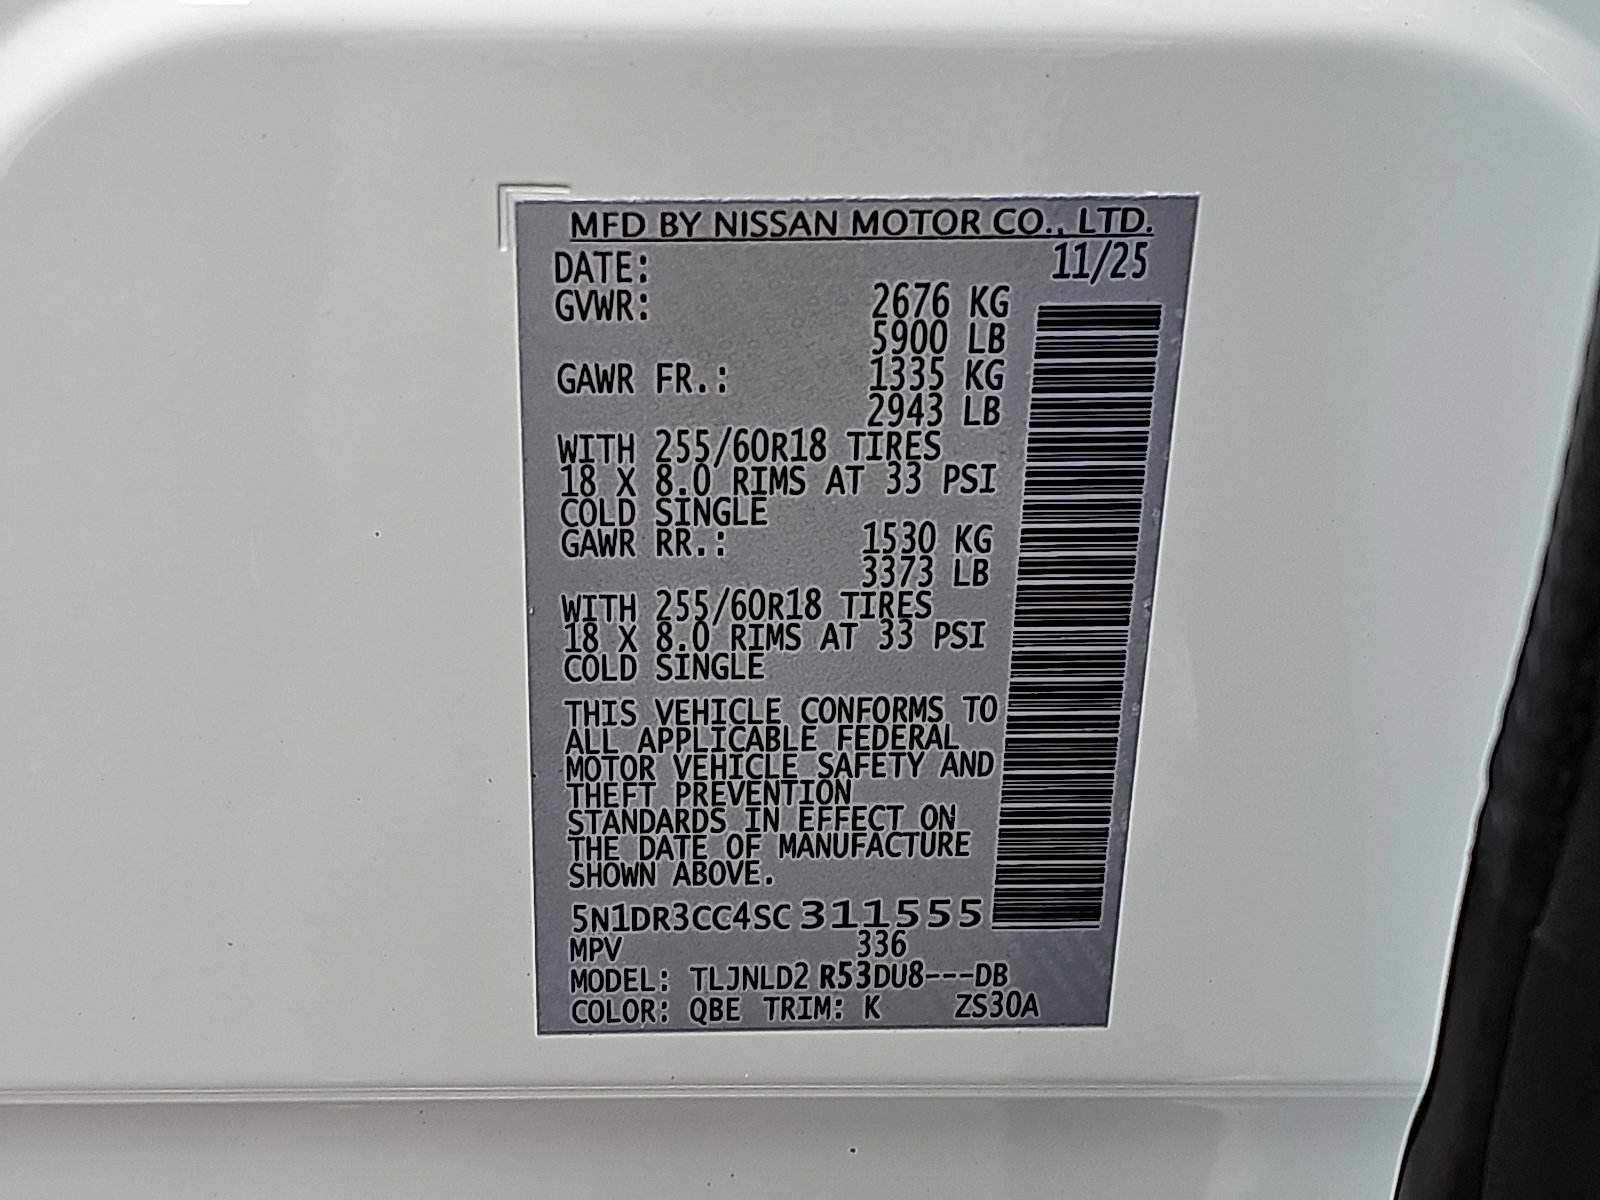 MFD BY NISSAN MOTOR CO., LTD.
DATE: 11/25
GVWR: 2676 KG
5900 LB
GAWR FR.: 1335 KG
2943 LB
WITH 255/60R18 TIRES
18 X 8.0 RIMS AT 33 PSI
COLD SINGLE
GAWR RR.: 1530 KG
3373 LB
WITH 255/60R18 TIRES
18 X 8.0 RIMS AT 33 PSI
COLD SINGLE
THIS VEHICLE CONFORMS TO
ALL APPLICABLE FEDERAL
MOTOR VEHICLE SAFETY AND
THEFT PREVENTION
STANDARDS IN EFFECT ON
THE DATE OF MANUFACTURE
SHOWN ABOVE.
5N1DR3CC4SC311555
MPV 336
MODEL: TLJNLD2 R53DU8---DB
COLOR: QBE TRIM: K ZS30A